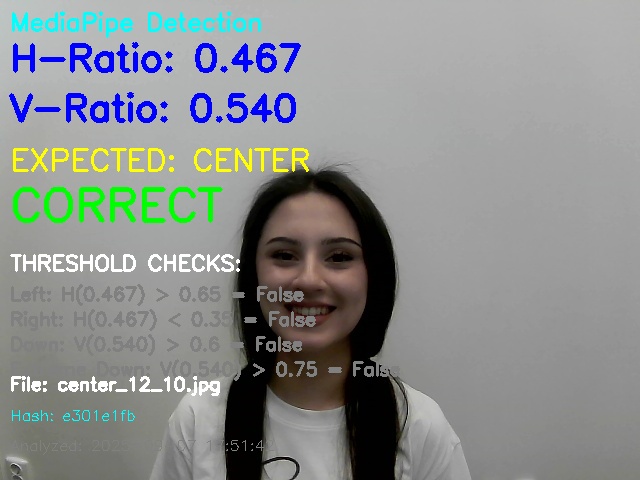 MediaPipe Detection
H-Ratio: 0.467
V-Ratio: 0.540
EXPECTED: CENTER
CORRECT
THRESHOLD CHECKS:
Left: H(0.467) > 0.65 = False
Right: H(0.467) < 0.35 = False
Down: V(0.540) > 0.6 = False
Down: V(0.540) > 0.75 = False
File: center_12_10.jpg
Hash: e301e1fb
Analyzed: